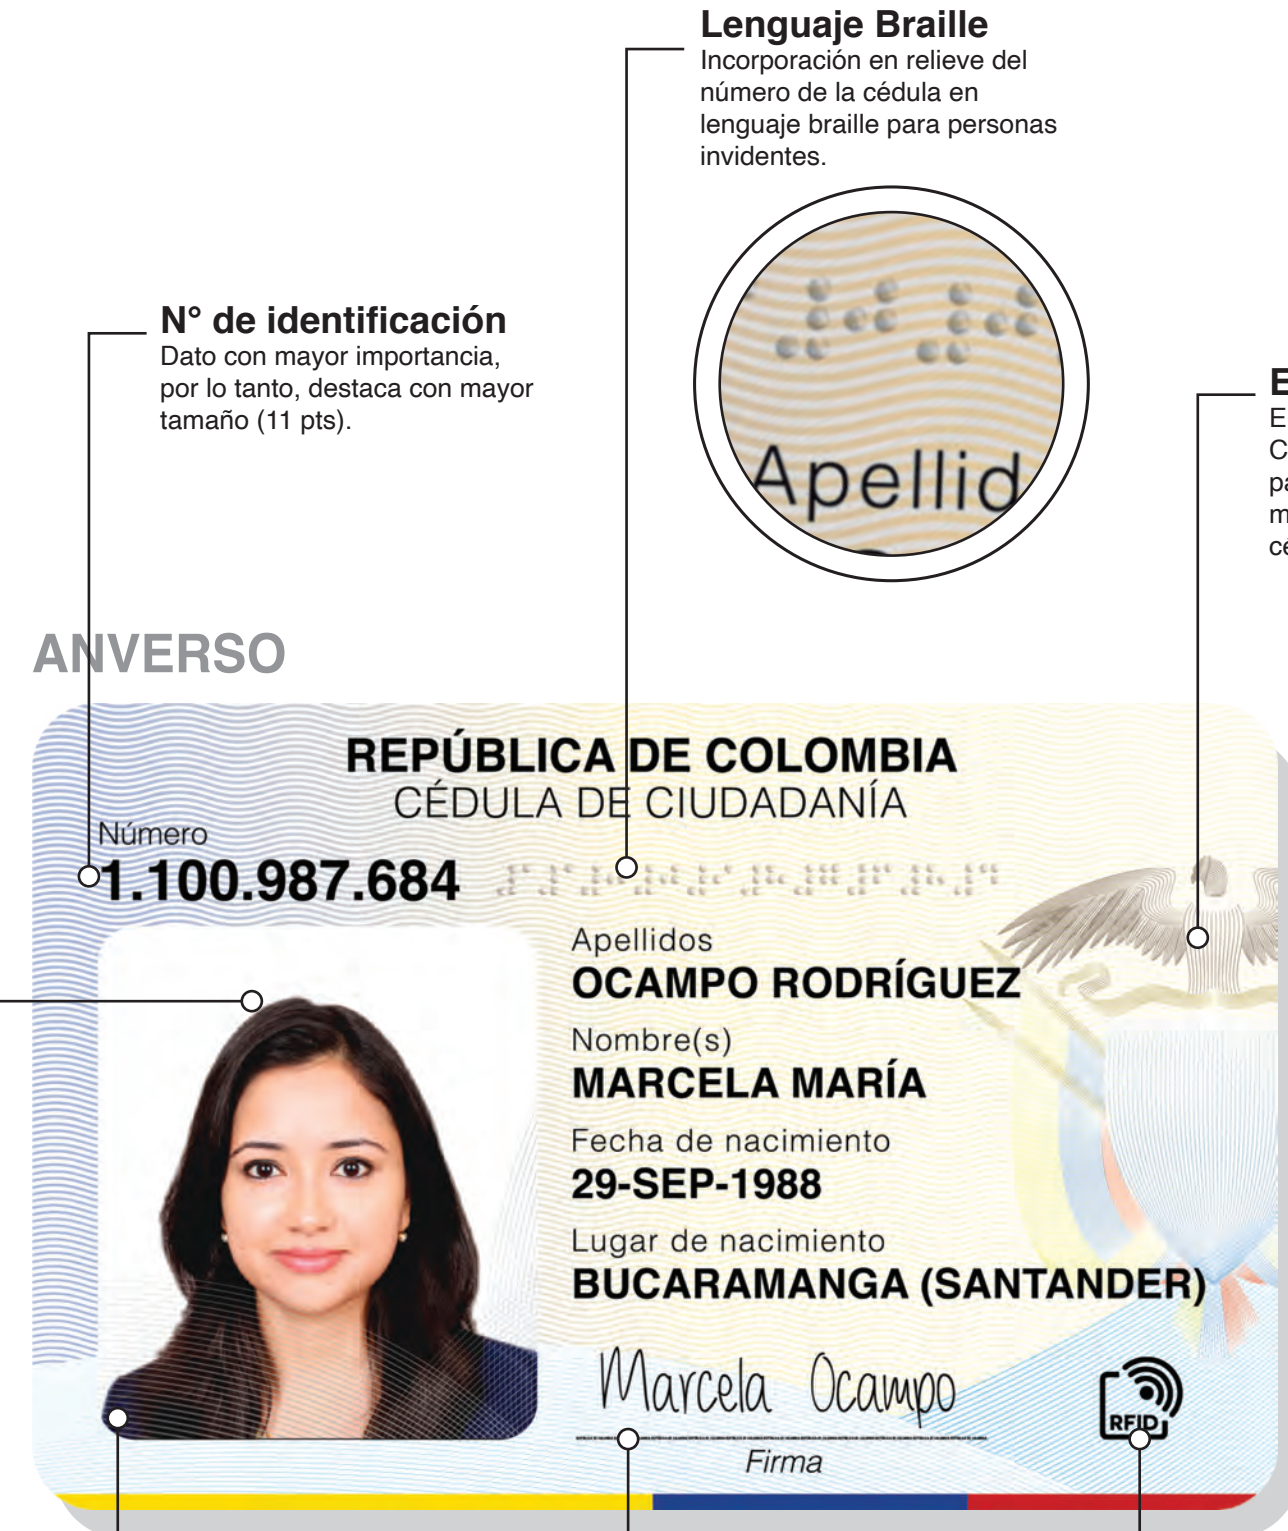 Lenguaje Braille
Incorporación en relieve del
número de la cédula en
lenguaje braille para personas
invidentes.
Apellid
N° de identificación
Dato con mayor importancia,
por lo tanto, destaca con mayor
tamaño (11 pts).
ANVERSO
REPÚBLICA DE COLOMBIA
CÉDULA DE CIUDADANÍA
Número
1.100.987.684
Apellidos
OCAMPO RODRÍGUEZ
Nombre(s)
MARCELA MARÍA
Fecha de nacimiento
29-SEP-1988
Lugar de nacimiento
BUCARAMANGA (SANTANDER)
Marcela Ocampo
Firma
RFID